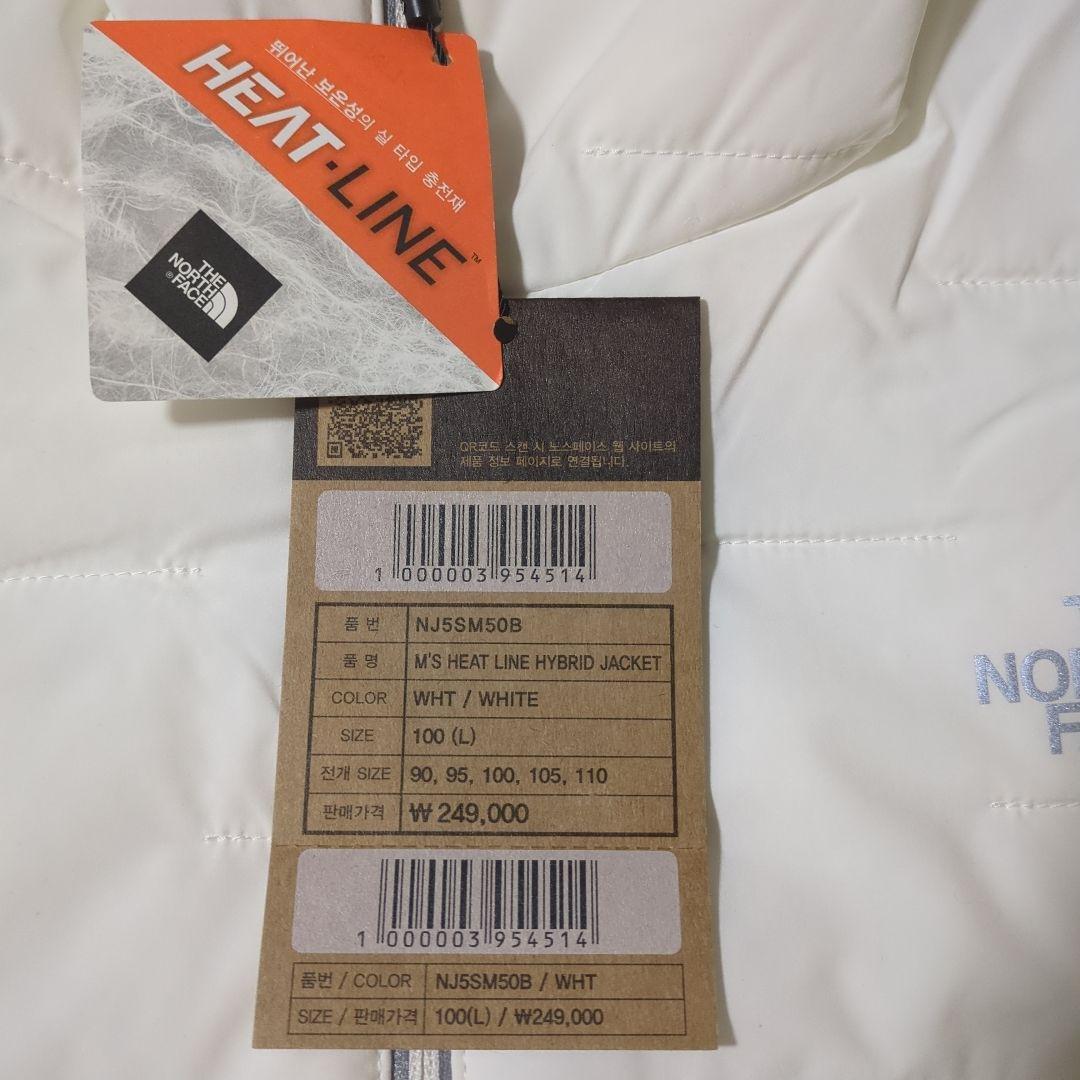 뛰어난 보온성의 실 타입 충전재
HEAT·LINE™
THE
NORTH
FACE®
QR코드 스캔 시 노스페이스 웹 사이트의
제품 정보 페이지로 연결됩니다.
1 000003 954514
품 번 NJ5SM50B
품 명 M'S HEAT LINE HYBRID JACKET
COLOR WHT / WHITE
SIZE 100 (L)
전개 SIZE 90, 95, 100, 105, 110
판매가격 ₩ 249,000
1 000003 954514
품번 / COLOR NJ5SM50B / WHT
SIZE / 판매가격 100(L) / ₩249,000